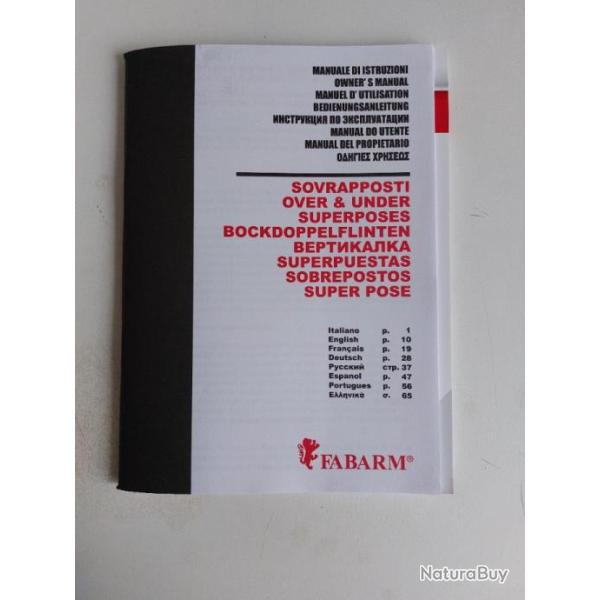 MANUALE DI ISTRUZIONI
OWNER'S MANUAL
MANUEL D' UTILISATION
BEDIENUNGSANLEITUNG
ИНСТРУКЦИЯ ПО ЭКСПЛУАТАЦИИ
MANUAL DO UTENTE
MANUAL DEL PROPIETARIO
ΟΔΗΓΙΕΣ ΧΡΗΣΕΩΣ
SOVRAPPOSTI
OVER & UNDER
SUPERPOSES
BOCKDOPPELFLINTEN
ВЕРТИКАЛКА
SUPERPUESTAS
SOBREPOSTOS
SUPER POSE
Italiano p. 1
English p. 10
Français p. 19
Deutsch p. 28
Русский стр. 37
Espanol p. 47
Portugues p. 56
Ελληνικά σ. 65
FABARM®
NaturaBuy